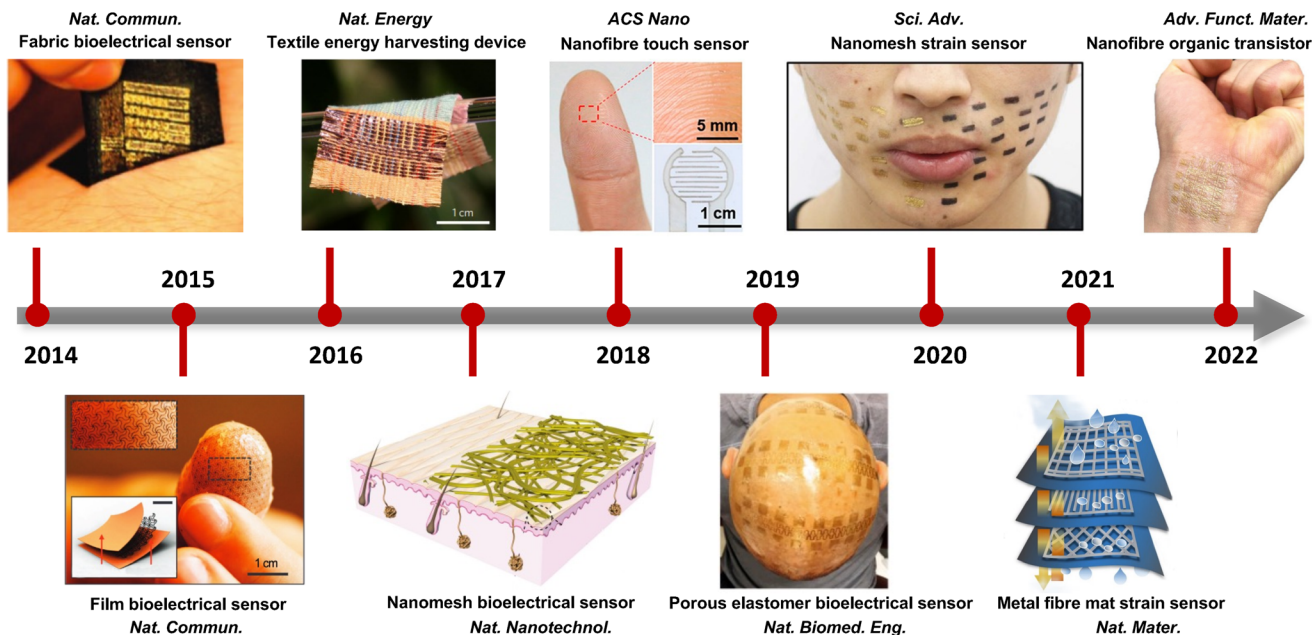 Nat. Commun.
Fabric bioelectrical sensor
Nat. Energy
Textile energy harvesting device
ACS Nano
Nanofibre touch sensor
Sci. Adv.
Nanomesh strain sensor
Adv. Funct. Mater.
Nanofibre organic transistor
1 cm
5 mm
1 cm
2015
2017
2019
2021
2014
2016
2018
2020
2022
1 cm
Film bioelectrical sensor
Nat. Commun.
Nanomesh bioelectrical sensor
Nat. Nanotechnol.
Porous elastomer bioelectrical sensor
Nat. Biomed. Eng.
Metal fibre mat strain sensor
Nat. Mater.